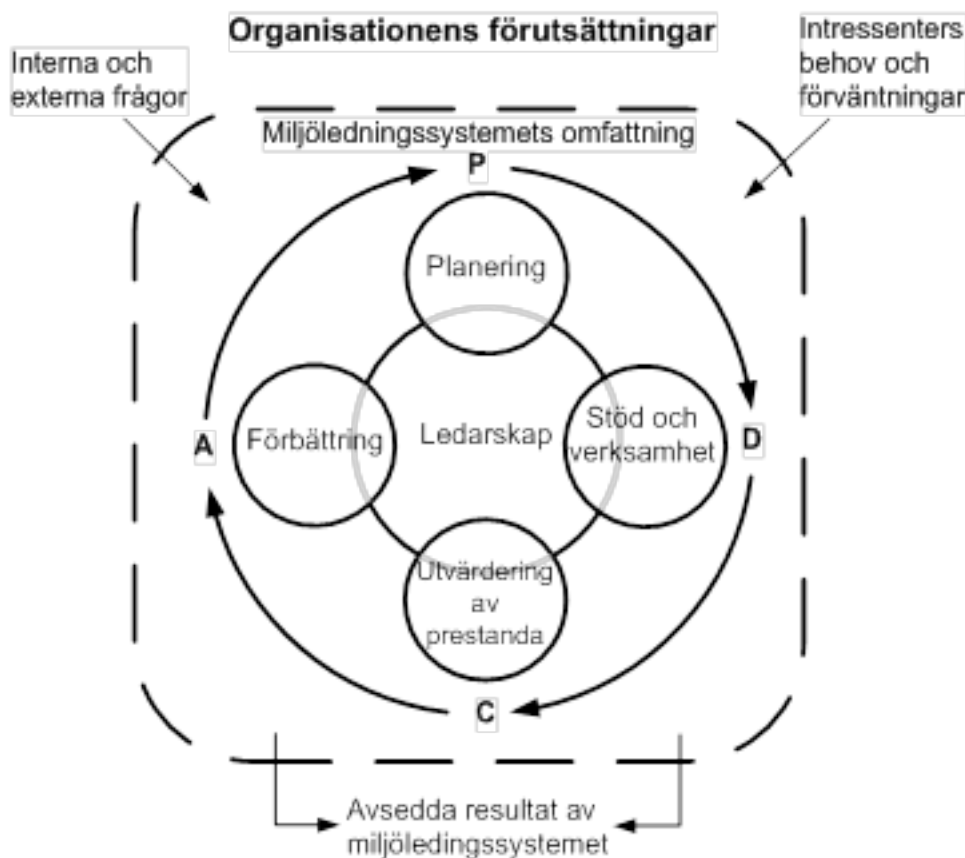 Organisationens förutsättningar
Interna och
externa frågor
Intressenters
behov och
förväntningar
Miljöledningssystemets omfattning
P
Planering
A
Förbättring
Ledarskap
Stöd och
verksamhet
D
Utvärdering
av
prestanda
C
Avsedda resultat av
miljöledingssystemet